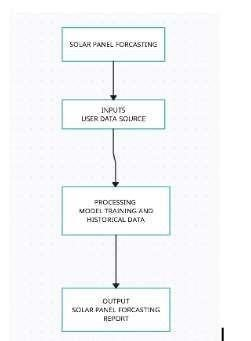 SOLAR PANEL FORCASTING
INPUTS
USER DATA SOURCE
PROCESSING
MODEL TRAINING AND
HISTORICAL DATA
OUTPUT
SOLAR PANEL FORCASTING
REPORT